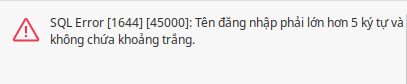 SQL Error [1644] [45000]: Tên đăng nhập phải lớn hơn 5 ký tự và
không chứa khoảng trắng.